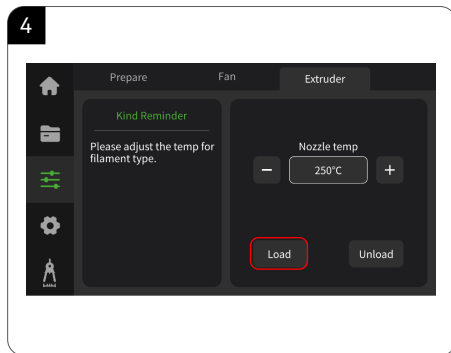 4
Prepare
Fan
Extruder
Kind Reminder
Please adjust the temp for
filament type.
Nozzle temp
250°C
Load
Unload